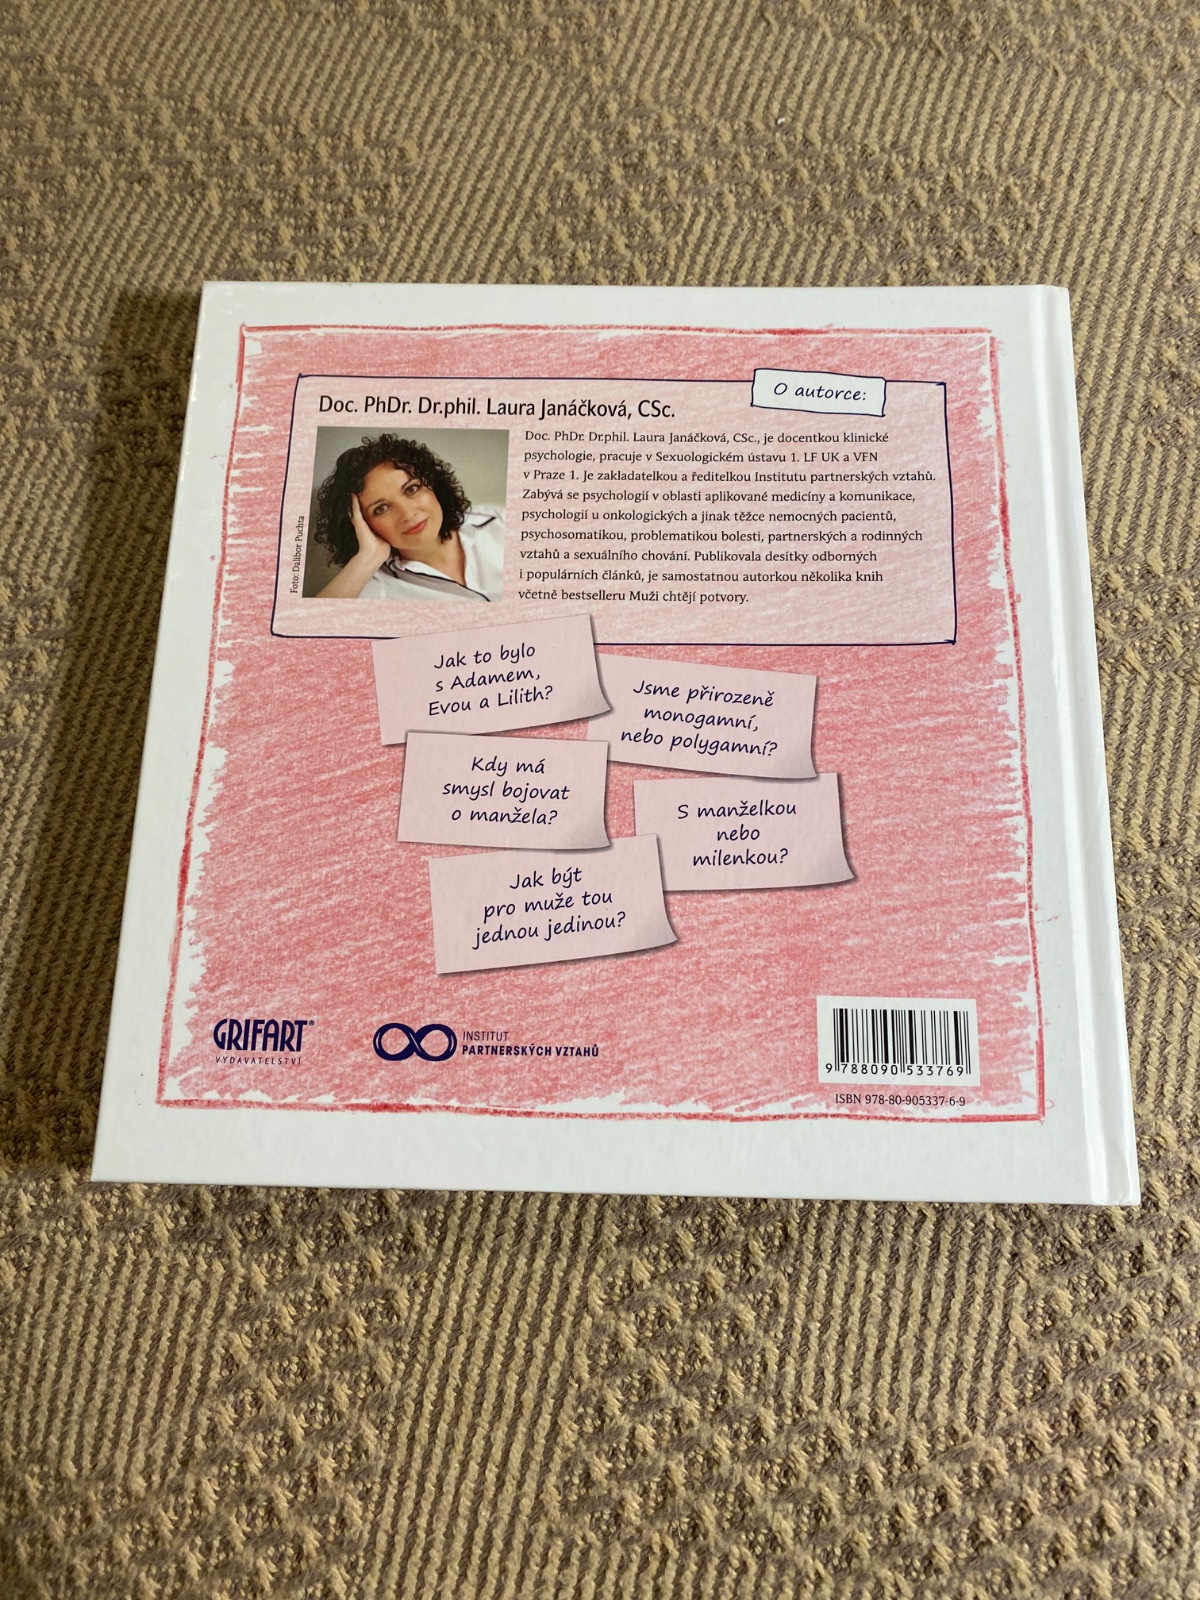 O autorce:
Doc. PhDr. Dr.phil. Laura Janáčková, CSc.
Doc. PhDr. Dr.phil. Laura Janáčková, CSc., je docentkou klinické
psychologie, pracuje v Sexuologickém ústavu 1. LF UK a VFN
v Praze 1. Je zakladatelkou a ředitelkou Institutu partnerských vztahů.
Zabývá se psychologií v oblasti aplikované medicíny a komunikace,
psychologií u onkologických a jinak těžce nemocných pacientů,
psychosomatikou, problematikou bolesti, partnerských a rodinných
vztahů a sexuálního chování. Publikovala desítky odborných
i populárních článků, je samostatnou autorkou několika knih
včetně bestselleru Muži chtějí potvory.
Foto: Dalibor Puchta
Jak to bylo
s Adamem,
Evou a Lilith?
Jsme přirozeně
monogamní,
nebo polygamní?
Kdy má
smysl bojovat
o manžela?
S manželkou
nebo
milenkou?
Jak být
pro muže tou
jednou jedinou?
GRIFART®
VYDAVATELSTVÍ
INSTITUT
PARTNERSKÝCH VZTAHŮ
9 788090 533769
ISBN 978-80-905337-6-9